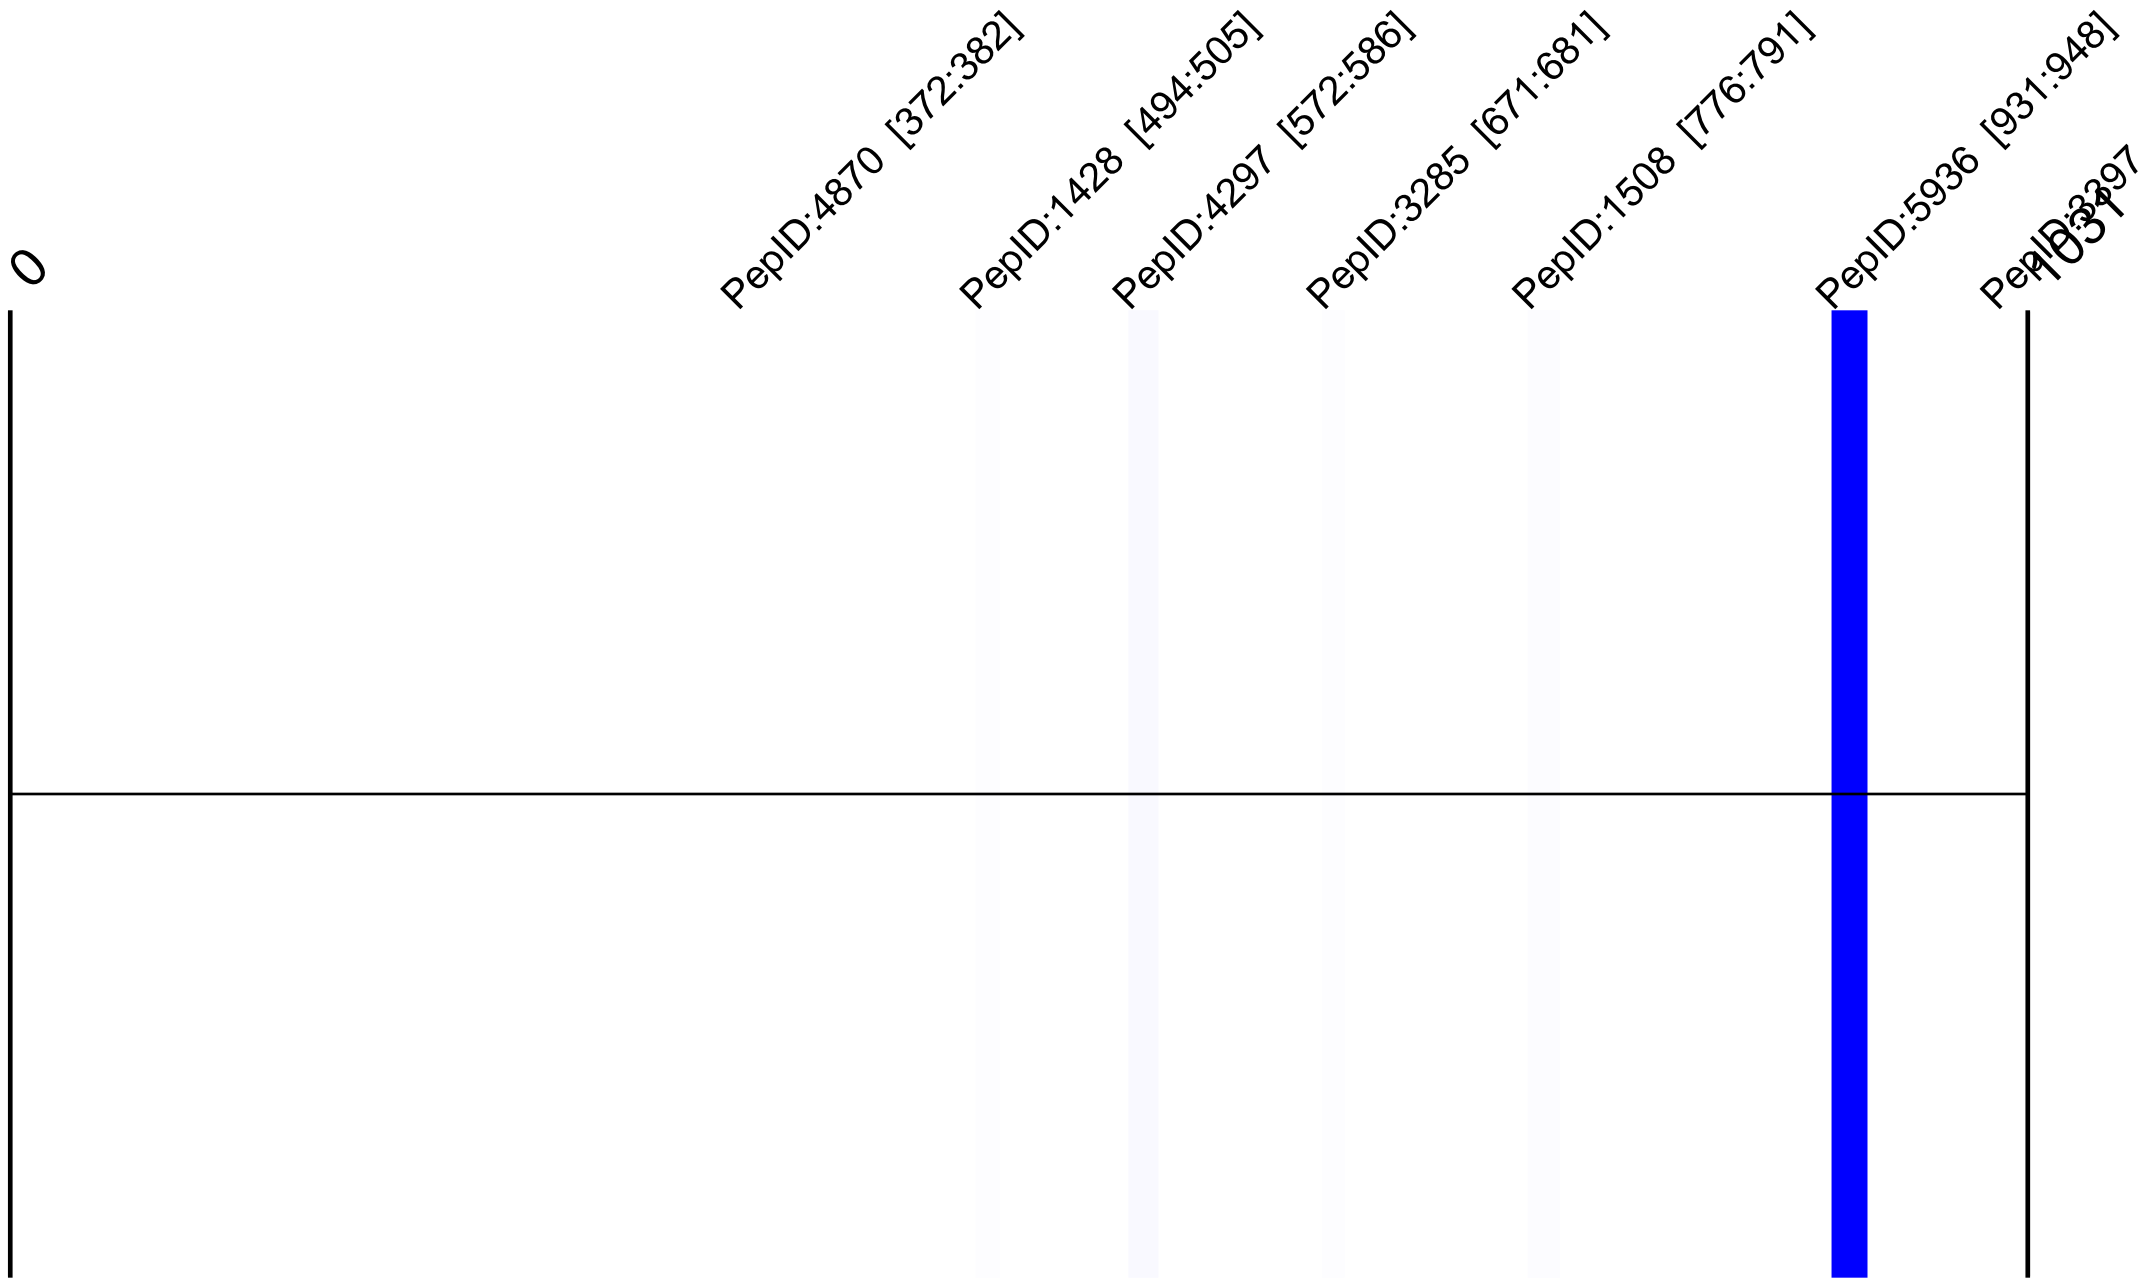 0
PepID:4870 [372:382]
PepID:1428 [494:505]
PepID:4297 [572:586]
PepID:3285 [671:681]
PepID:1508 [776:791]
PepID:5936 [931:948]
1031